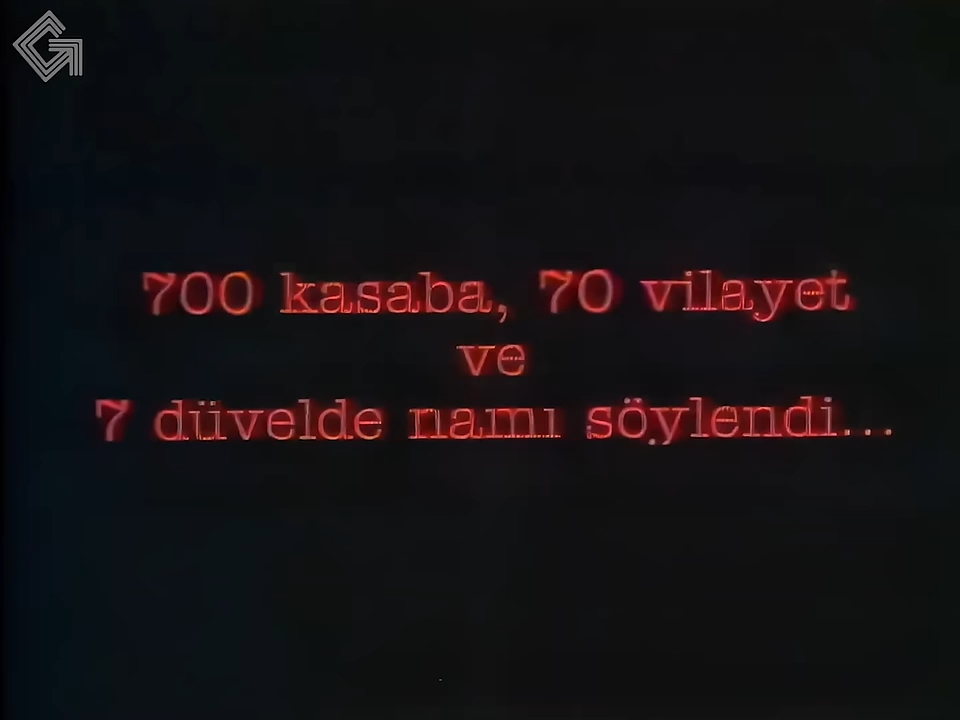 700 kasaba, 70 vilayet
ve
7 düvelde namı söylendi...